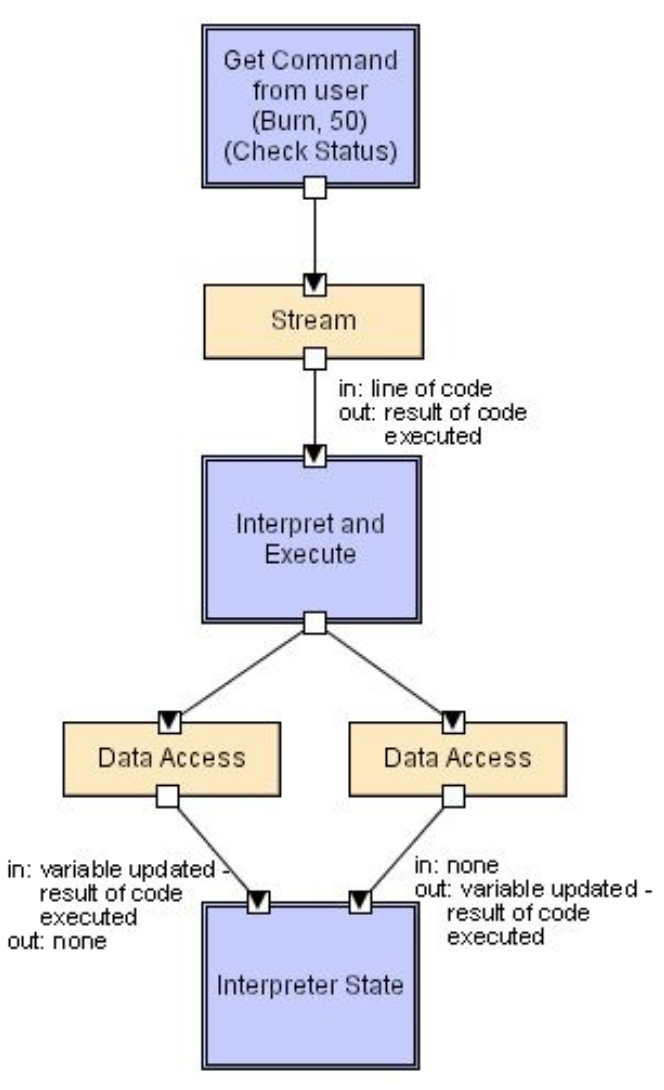 Get Command
from user
(Burn, 50)
(Check Status)
Stream
in: line of code
out: result of code
executed
Interpret and
Execute
Data Access
Data Access
in: variable updated -
result of code
executed
out: none
in: none
out: variable updated -
result of code
executed
Interpreter State